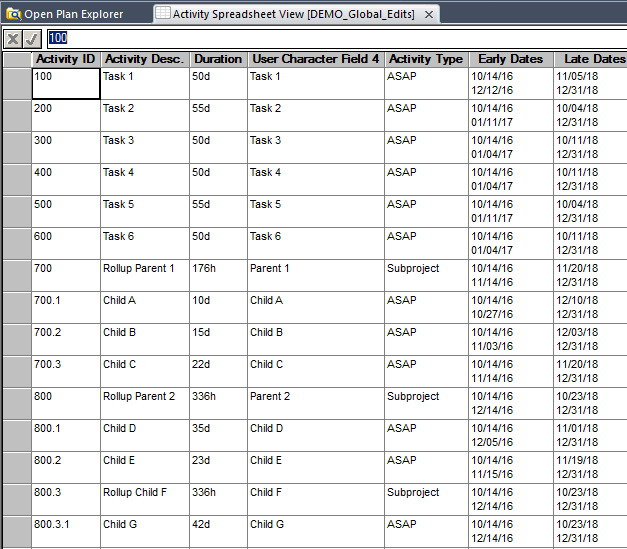 Open Plan Explorer Activity Spreadsheet View [DEMO_Global_Edits]
100
Activity ID Activity Desc. Duration User Character Field 4 Activity Type Early Dates Late Dates
100 Task 1 50d Task 1 ASAP 10/14/16 11/05/18
12/12/16 12/31/18
200 Task 2 55d Task 2 ASAP 10/14/16 10/04/18
01/11/17 12/31/18
300 Task 3 50d Task 3 ASAP 10/14/16 10/11/18
01/04/17 12/31/18
400 Task 4 50d Task 4 ASAP 10/14/16 10/11/18
01/04/17 12/31/18
500 Task 5 55d Task 5 ASAP 10/14/16 10/04/18
01/11/17 12/31/18
600 Task 6 50d Task 6 ASAP 10/14/16 10/11/18
01/04/17 12/31/18
700 Rollup Parent 1 176h Parent 1 Subproject 10/14/16 11/20/18
11/14/16 12/31/18
700.1 Child A 10d Child A ASAP 10/14/16 12/10/18
10/27/16 12/31/18
700.2 Child B 15d Child B ASAP 10/14/16 12/03/18
11/03/16 12/31/18
700.3 Child C 22d Child C ASAP 10/14/16 11/20/18
11/14/16 12/31/18
800 Rollup Parent 2 336h Parent 2 Subproject 10/14/16 10/23/18
12/14/16 12/31/18
800.1 Child D 35d Child D ASAP 10/14/16 11/01/18
12/05/16 12/31/18
800.2 Child E 23d Child E ASAP 10/14/16 11/19/18
11/15/16 12/31/18
800.3 Rollup Child F 336h Child F Subproject 10/14/16 10/23/18
12/14/16 12/31/18
800.3.1 Child G 42d Child G ASAP 10/14/16 10/23/18
12/14/16 12/31/18